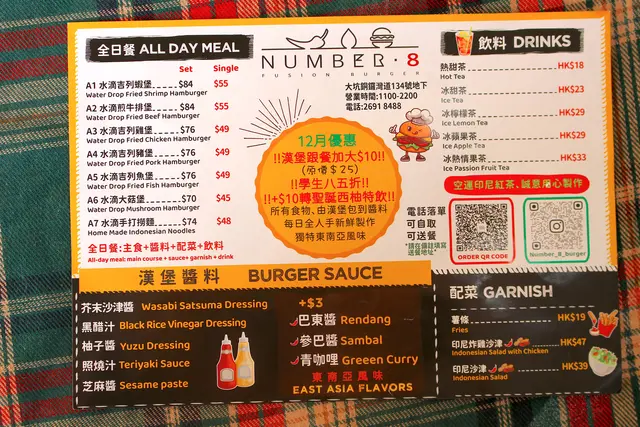 全日餐 ALL DAY MEAL
Set Single
A1 水滴吉列蝦堡 $84 $55
Water Drop Fried Shrimp Hamburger
A2 水滴煎牛排堡 $84 $55
Water Drop Fried Beef Hamburger
A3 水滴吉列雞堡 $76 $49
Water Drop Fried Chicken Hamburger
A4 水滴吉列豬堡 $76 $49
Water Drop Fried Pork Hamburger
A5 水滴吉列魚堡 $76 $49
Water Drop Fried Fish Hamburger
A6 水滴大菇堡 $70 $45
Water Drop Mushroom Hamburger
A7 水滴手打撈麵 $74 $48
Home Made Indonesian Noodles
全日餐:主食+醬料+配菜+飲料
All-day meal: main course + sauce+ garnish + drink
NUMBER·8
FUSION BURGER
大坑銅鑼灣道134號地下
營業時間:1100-2200
電話:2691 8488
12月優惠
!!漢堡跟餐加大$10!!
(原價$25)
!!學生八五折!!
!!+$10轉聖誕西柚特飲!!
所有食物、由漢堡包到醬料
每日全人手新鮮製作
獨特東南亞風味
電話落單
可自取
可送餐
*請在備註填寫
送餐地址*
飲料 DRINKS
熱甜茶 HK$18
Hot Tea
冰甜茶 HK$23
Ice Tea
冰檸檬茶 HK$29
Ice Lemon Tea
冰蘋果茶 HK$29
Ice Apple Tea
冰熱情果茶 HK$33
Ice Passion Fruit Tea
空運印尼紅茶、誠意用心製作
ORDER QR CODE
Number_8_burger
漢堡醬料 BURGER SAUCE
芥末沙津醬 Wasabi Satsuma Dressing
黑醋汁 Black Rice Vinegar Dressing
柚子醬 Yuzu Dressing
照燒汁 Teriyaki Sauce
芝麻醬 Sesame paste
+$3
巴東醬 Rendang
參巴醬 Sambal
青咖哩 Greeen Curry
東南亞風味
EAST ASIA FLAVORS
配菜 GARNISH
薯條 HK$19
Fries
印尼炸雞沙津 HK$47
Indonesian Salad with Chicken
印尼沙津 HK$39
Indonesian Salad